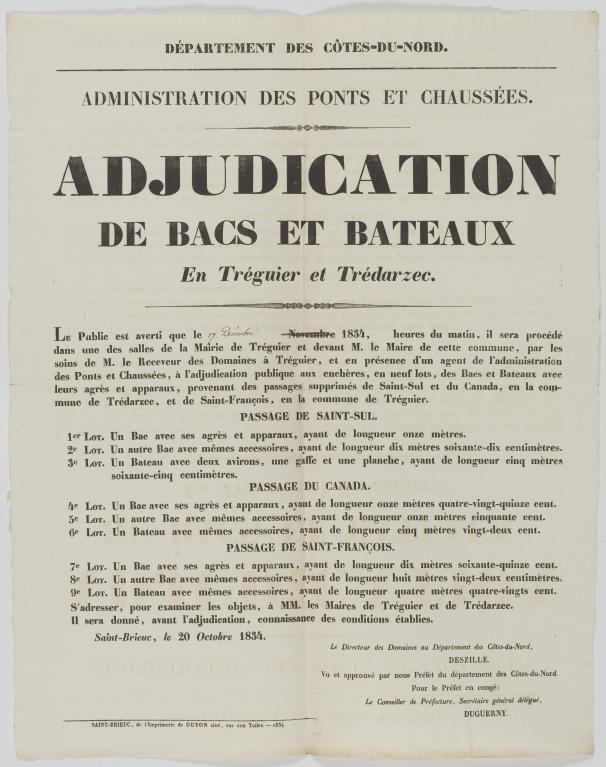 DÉPARTEMENT DES CÔTES-DU-NORD.
ADMINISTRATION DES PONTS ET CHAUSSÉES.
ADJUDICATION
DE BACS ET BATEAUX
En Tréguier et Trédarzec.
LE Public est averti que le 17 Décembre Novembre 1834, heures du matin, il sera procédé
dans une des salles de la Mairie de Tréguier et devant M. le Maire de cette commune, par les
soins de M. le Receveur des Domaines à Tréguier, et en présence d'un agent de l'administration
des Ponts et Chaussées, à l'adjudication publique aux enchères, en neuf lots, des Bacs et Bateaux avec
leurs agrès et apparaux, provenant des passages supprimés de Saint-Sul et du Canada, en la com-
mune de Trédarzec, et de Saint-François, en la commune de Tréguier.
PASSAGE DE SAINT-SUL.
1er LOT. Un Bac avec ses agrès et apparaux, ayant de longueur onze mètres.
2e LOT. Un autre Bac avec mêmes accessoires, ayant de longueur dix mètres soixante-dix centimètres.
3e LOT. Un Bateau avec deux avirons, une gaffe et une planche, ayant de longueur cinq mètres
soixante-cinq centimètres.
PASSAGE DU CANADA.
4e LOT. Un Bac avec ses agrès et apparaux, ayant de longueur onze mètres quatre-vingt-quinze cent.
5e LOT. Un autre Bac avec mêmes accessoires, ayant de longueur onze mètres cinquante cent.
6e LOT. Un Bateau avec mêmes accessoires, ayant de longueur cinq mètres vingt-deux cent.
PASSAGE DE SAINT-FRANÇOIS.
7e LOT. Un Bac avec ses agrès et apparaux, ayant de longueur dix mètres soixante-quinze cent.
8e LOT. Un autre Bac avec mêmes accessoires, ayant de longueur huit mètres vingt-deux centimètres.
9e LOT. Un Bateau avec mêmes accessoires, ayant de longueur quatre mètres quatre-vingts cent.
S'adresser, pour examiner les objets, à MM. les Maires de Tréguier et de Trédarzec.
Il sera donné, avant l'adjudication, connaissance des conditions établies.
Saint-Brieuc, le 20 Octobre 1834.
Le Directeur des Domaines au Département des Côtes-du-Nord,
DESZILLE.
Vu et approuvé par nous Préfet du département des Côtes-du-Nord.
Pour le Préfet en congé:
Le Conseiller de Préfecture, Secrétaire général délégué,
DUGUERNY.
SAINT-BRIEUC, de l'Imprimerie de GUYON aîné, rue aux Toiles. — 1834.